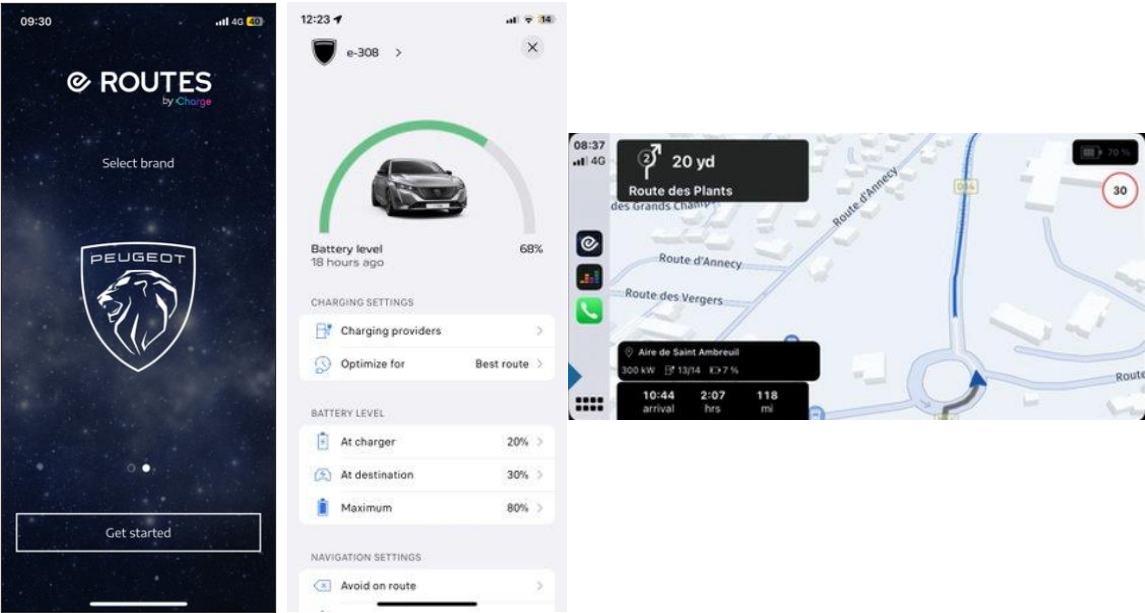 09:30
4G 40
ROUTES
by Charge
Select brand
PEUGEOT
Get started
12:23
14
e-308
Battery level 68%
18 hours ago
CHARGING SETTINGS
Charging providers
Optimize for Best route
BATTERY LEVEL
At charger 20%
At destination 30%
Maximum 80%
NAVIGATION SETTINGS
Avoid on route
08:37
4G
2 20 yd
Route des Plants
des Grands Champs
Route d'Annecy
Route d'Annecy
Route des Vergers
70 %
30
Aire de Saint Ambreuil
300 kW 13/14 7 %
10:44 2:07 118
arrival hrs mi
Route